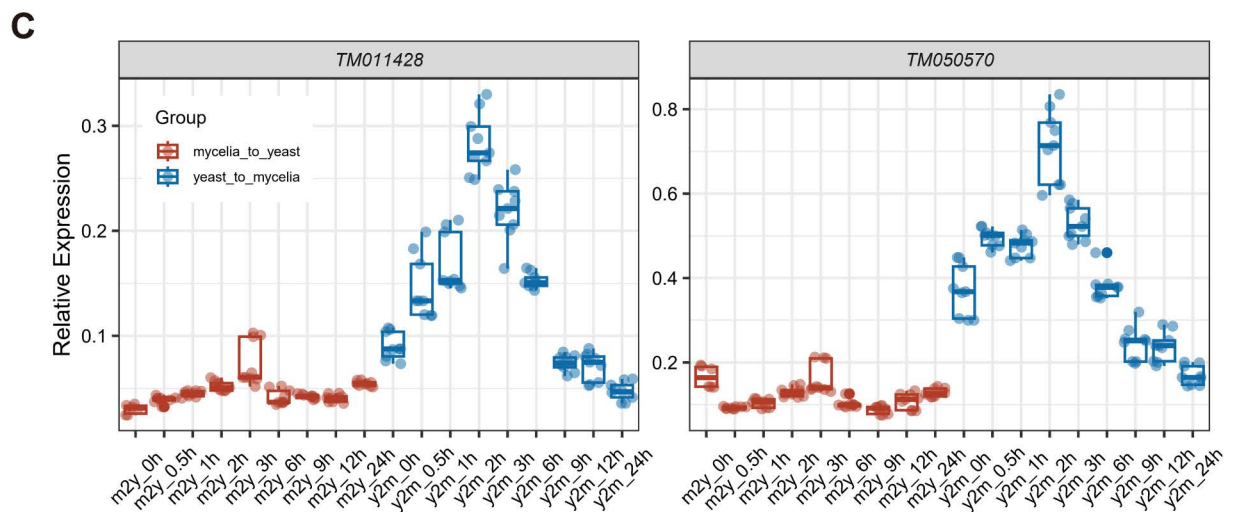 C
TM011428
TM050570
Relative Expression
0.3
0.2
0.1
Group
mycelia_to_yeast
yeast_to_mycelia
0.8
0.6
0.4
0.2
m2y_0h
m2y_0.5h
m2y_1h
m2y_2h
m2y_3h
m2y_6h
m2y_9h
m2y_12h
m2y_24h
y2m_0h
y2m_0.5h
y2m_1h
y2m_2h
y2m_3h
y2m_6h
y2m_9h
y2m_12h
y2m_24h
m2y_0h
m2y_0.5h
m2y_1h
m2y_2h
m2y_3h
m2y_6h
m2y_9h
m2y_12h
m2y_24h
y2m_0h
y2m_0.5h
y2m_1h
y2m_2h
y2m_3h
y2m_6h
y2m_9h
y2m_12h
y2m_24h